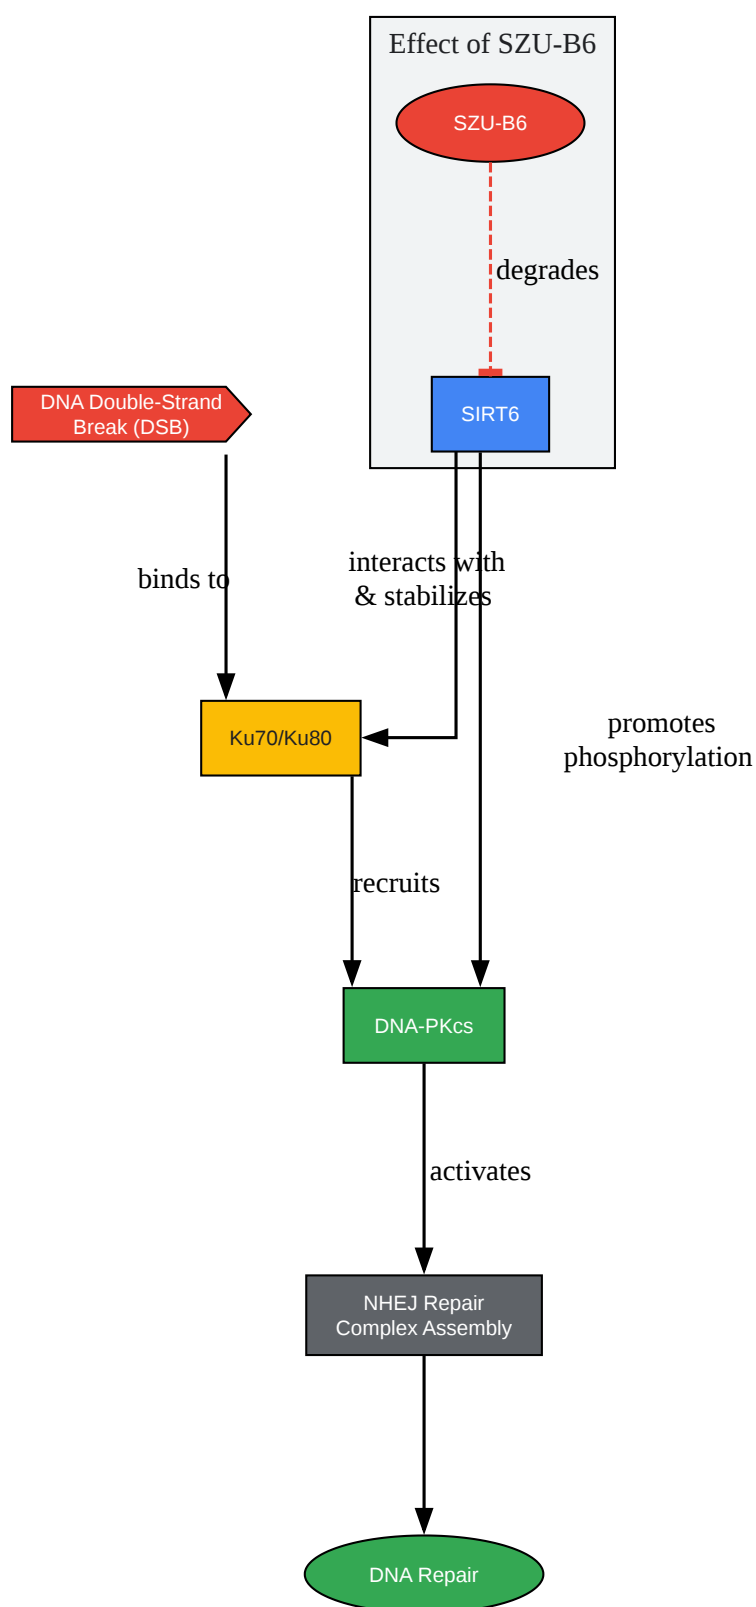 Effect of SZU-B6
SZU-B6
degrades
DNA Double-Strand
Break (DSB)
SIRT6
binds to
interacts with
& stabilizes
promotes
phosphorylation
Ku70/Ku80
recruits
DNA-PKcs
activates
NHEJ Repair
Complex Assembly
DNA Repair